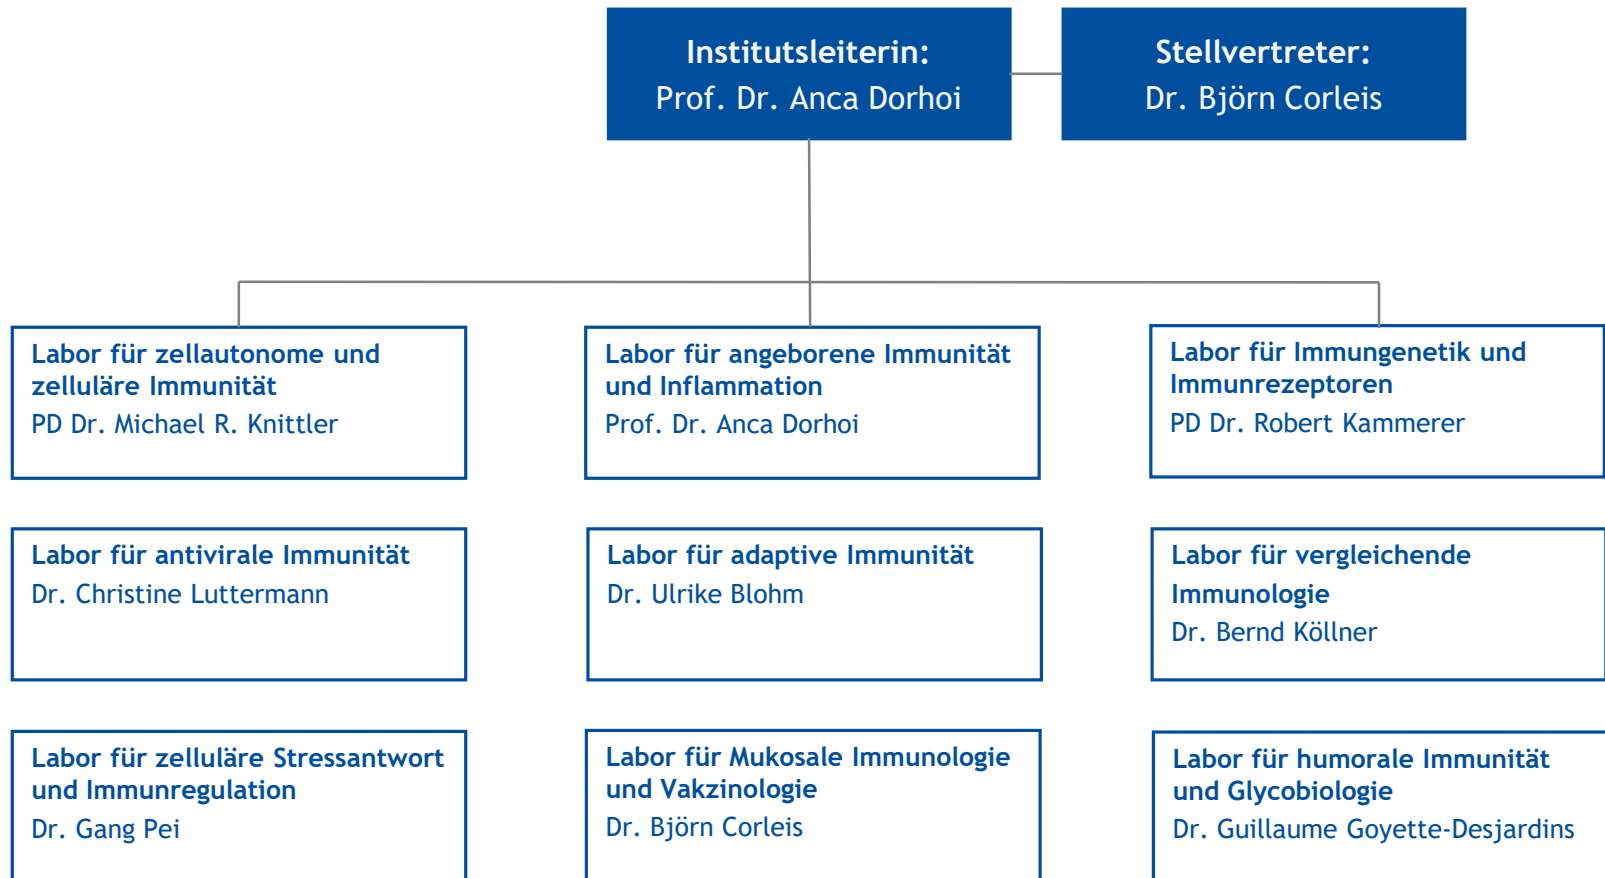 Institutsleiterin:
Prof. Dr. Anca Dorhoi
Stellvertreter:
Dr. Björn Corleis
Labor für zellautonome und
zelluläre Immunität
PD Dr. Michael R. Knittler
Labor für angeborene Immunität
und Inflammation
Prof. Dr. Anca Dorhoi
Labor für Immungenetik und
Immunrezeptoren
PD Dr. Robert Kammerer
Labor für antivirale Immunität
Dr. Christine Luttermann
Labor für adaptive Immunität
Dr. Ulrike Blohm
Labor für vergleichende
Immunologie
Dr. Bernd Köllner
Labor für zelluläre Stressantwort
und Immunregulation
Dr. Gang Pei
Labor für Mukosale Immunologie
und Vakzinologie
Dr. Björn Corleis
Labor für humorale Immunität
und Glycobiologie
Dr. Guillaume Goyette-Desjardins